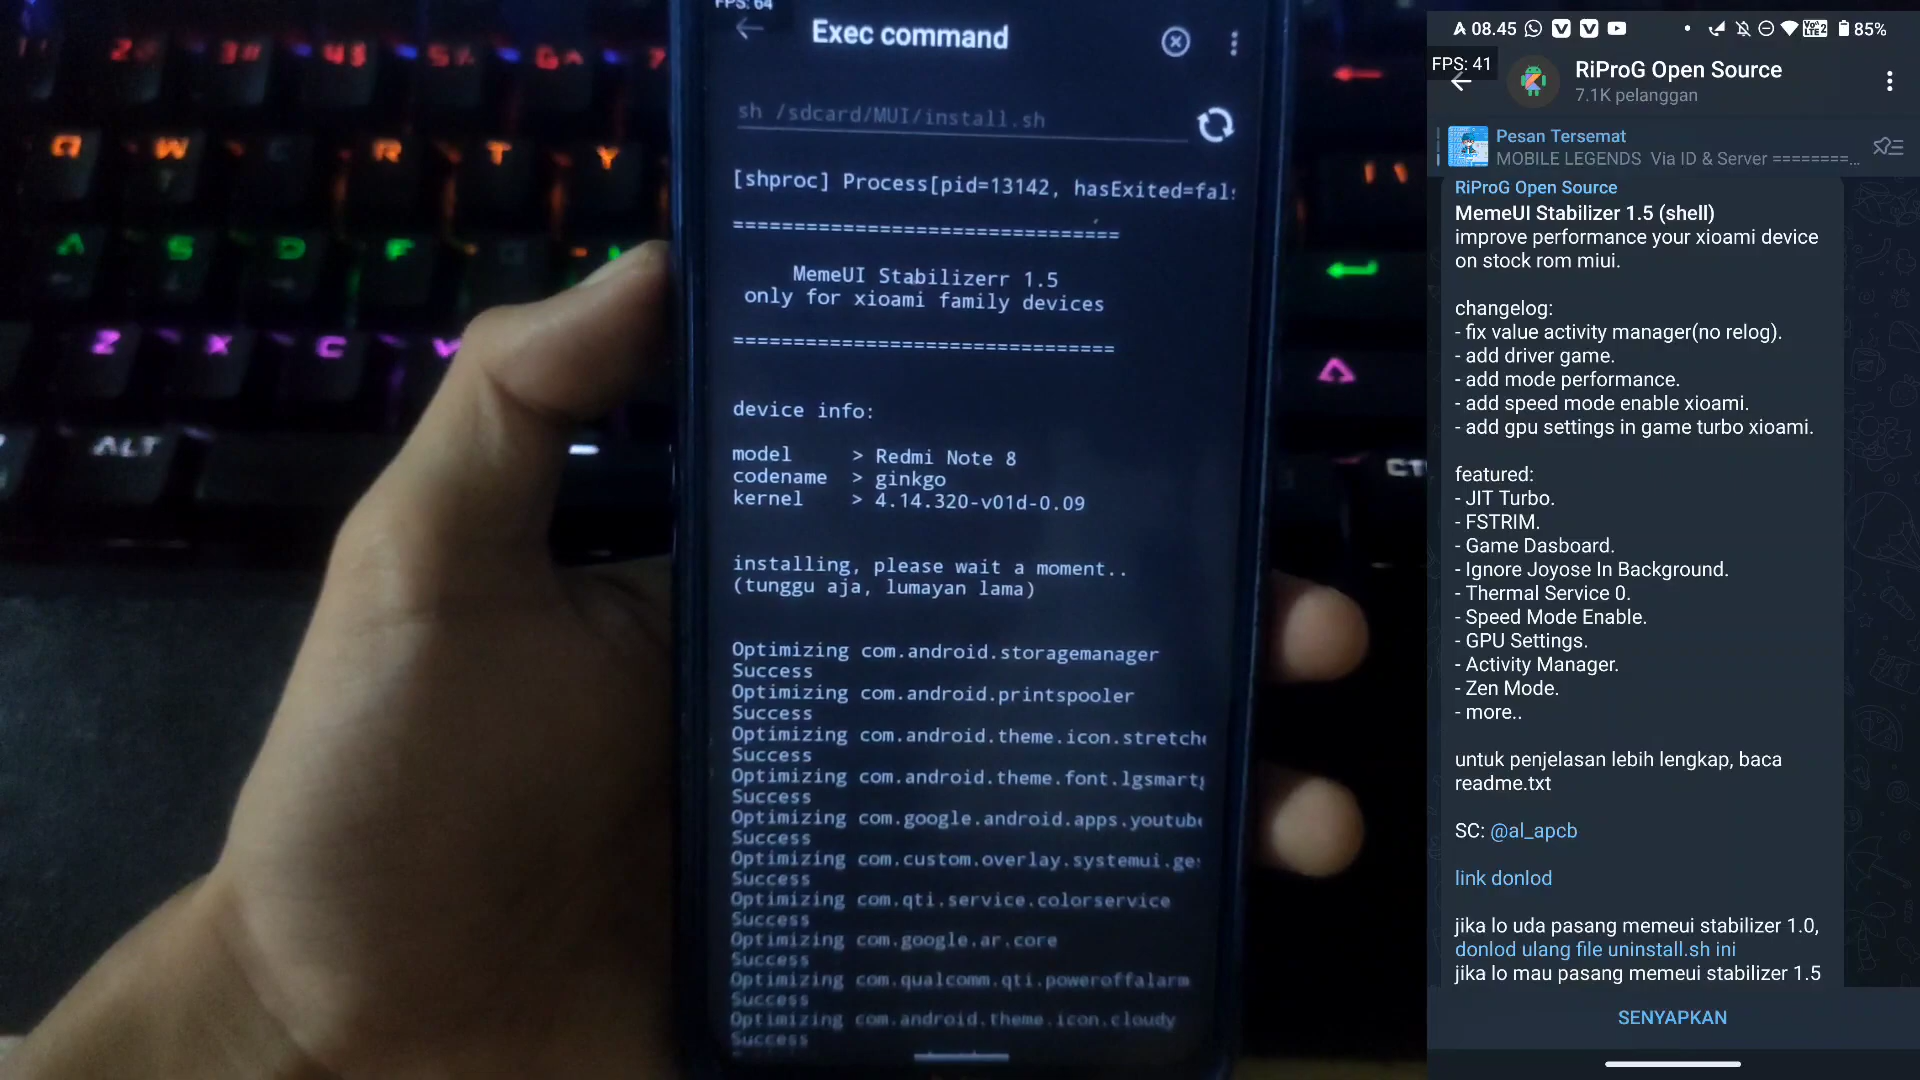 FPS: 64
Exec command
sh /sdcard/MUI/install.sh
[shproc] Process[pid=13142, hasExited=fal
==============================
MemeUI Stabilizerr 1.5
only for xioami family devices
==============================
device info:
model > Redmi Note 8
codename > ginkgo
kernel > 4.14.320-v01d-0.09
installing, please wait a moment..
(tunggu aja, lumayan lama)
Optimizing com.android.storagemanager
Success
Optimizing com.android.printspooler
Success
Optimizing com.android.theme.icon.stretch
Success
Optimizing com.android.theme.font.lgsmart
Success
Optimizing com.google.android.apps.youtub
Success
Optimizing com.custom.overlay.systemui.ge
Success
Optimizing com.qti.service.colorservice
Success
Optimizing com.google.ar.core
Success
Optimizing com.qualcomm.qti.poweroffalarm
Success
Optimizing com.android.theme.icon.cloudy
Success
W
R
T
Y
A
S
D
F
Z
X
C
ALT
08.45
85%
FPS: 41
RiProG Open Source
7.1K pelanggan
Pesan Tersemat
MOBILE LEGENDS Via ID & Server ========...
RiProG Open Source
MemeUI Stabilizer 1.5 (shell)
improve performance your xioami device
on stock rom miui.
changelog:
- fix value activity manager(no relog).
- add driver game.
- add mode performance.
- add speed mode enable xioami.
- add gpu settings in game turbo xioami.
featured:
- JIT Turbo.
- FSTRIM.
- Game Dasboard.
- Ignore Joyose In Background.
- Thermal Service 0.
- Speed Mode Enable.
- GPU Settings.
- Activity Manager.
- Zen Mode.
- more..
untuk penjelasan lebih lengkap, baca
readme.txt
SC: @al_apcb
link donlod
jika lo uda pasang memeui stabilizer 1.0,
donlod ulang file uninstall.sh ini
jika lo mau pasang memeui stabilizer 1.5
SENYAPKAN